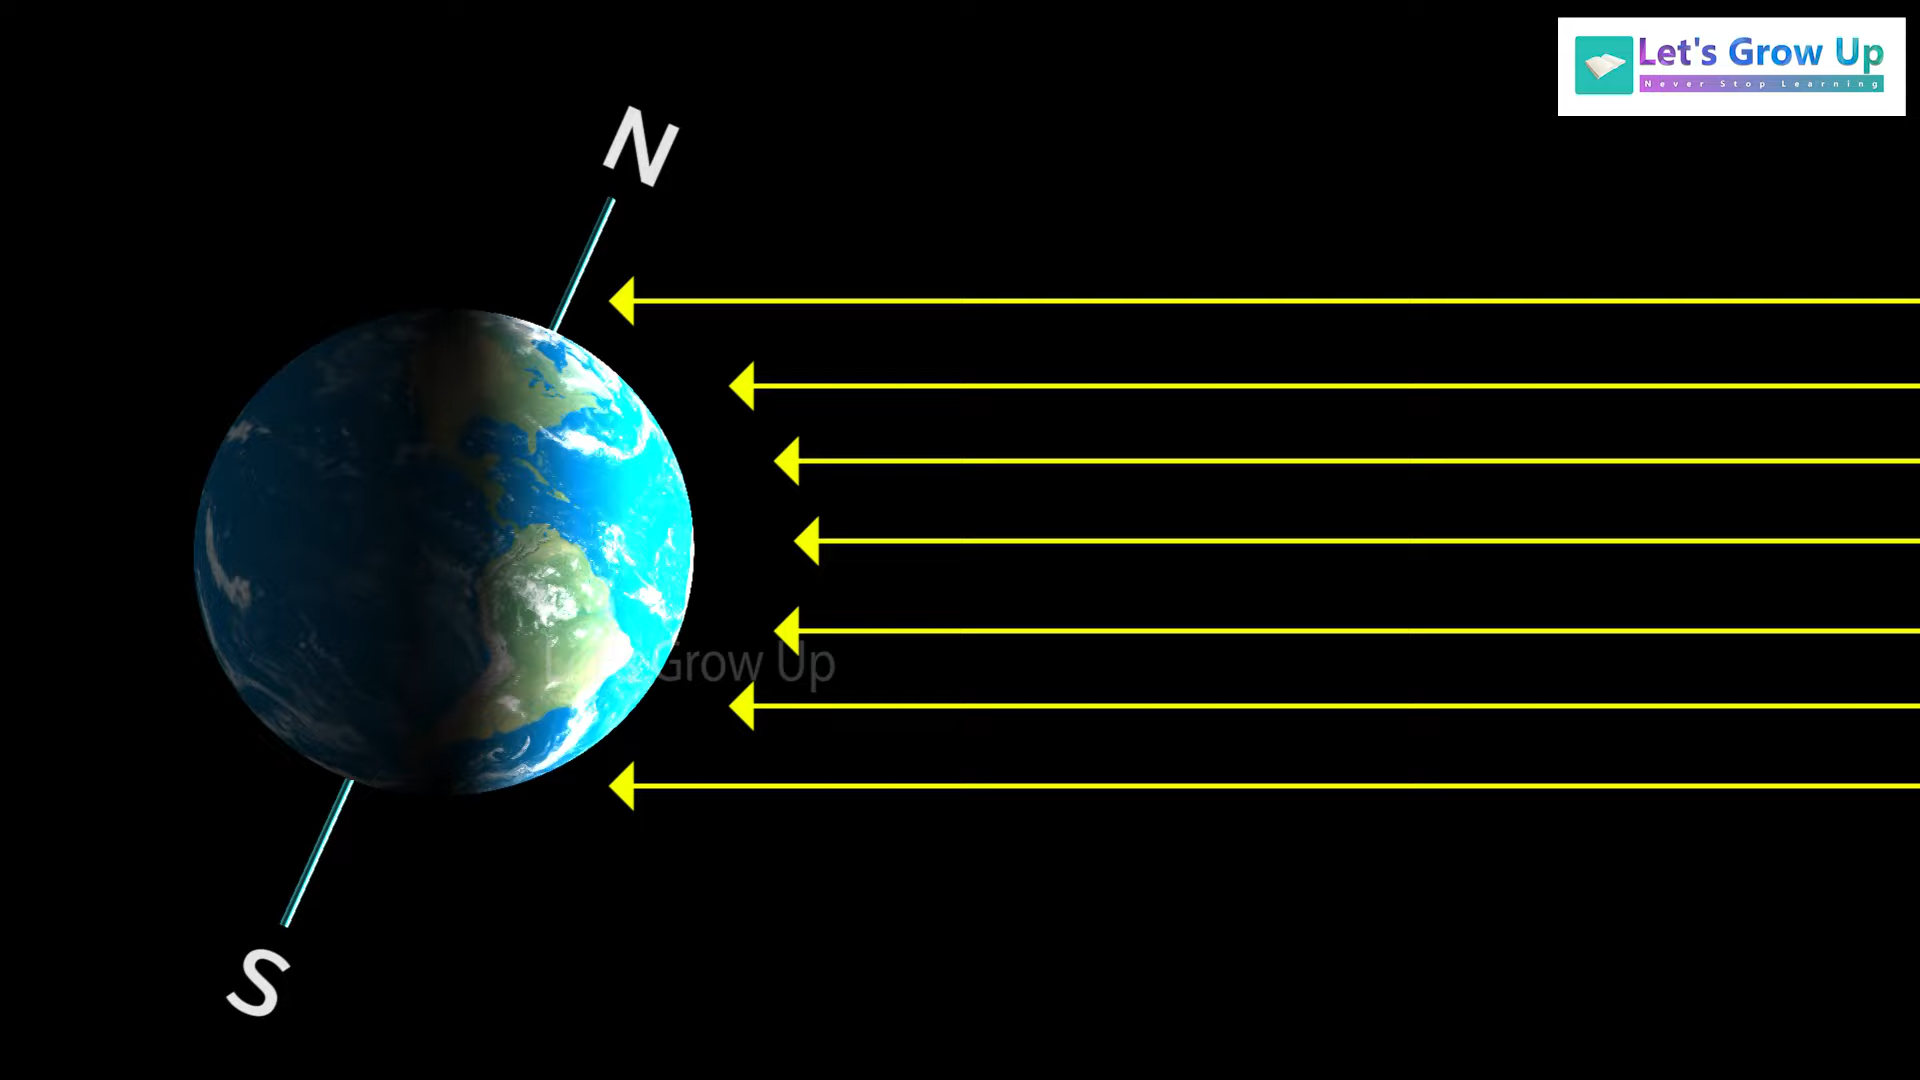 Let's Grow Up
Never Stop Learning
N
Grow Up
S